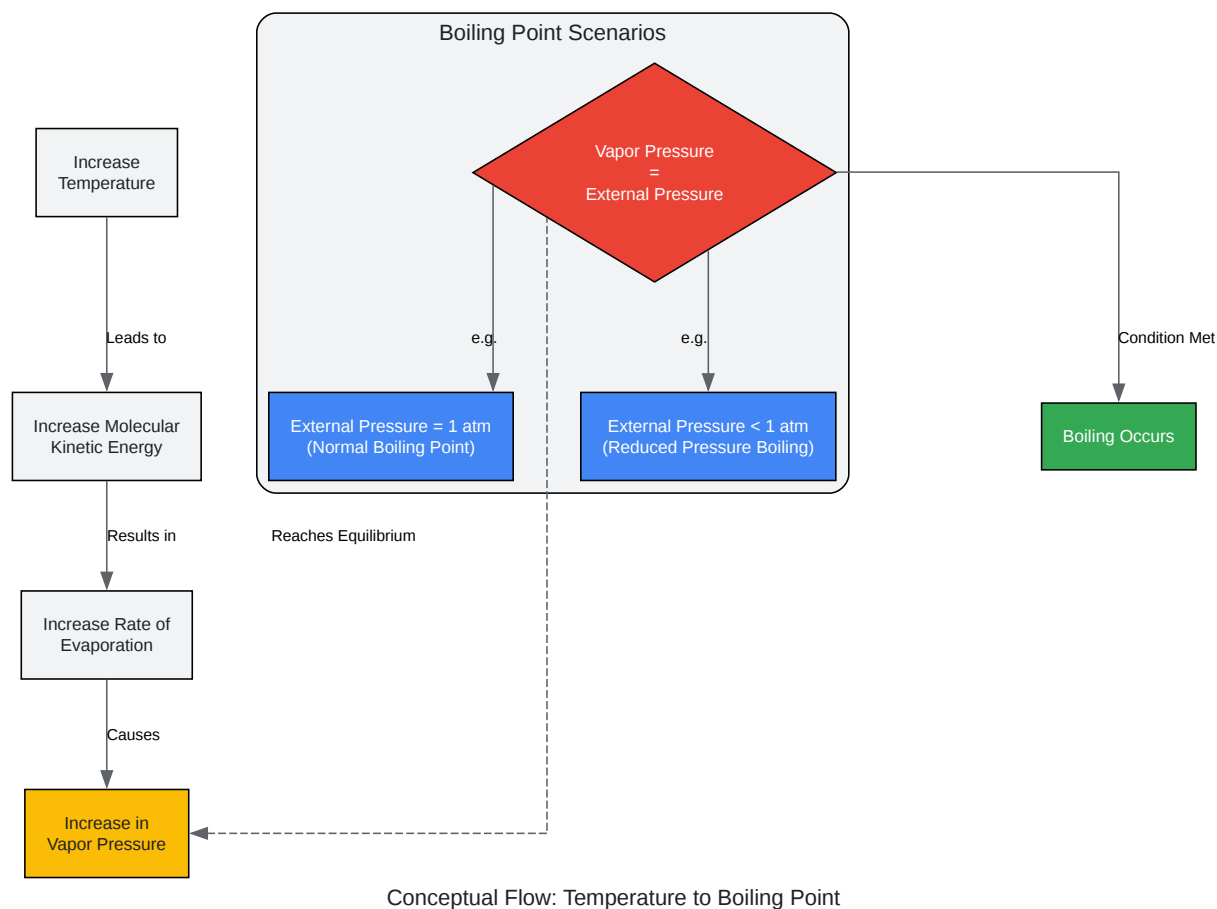 Boiling Point Scenarios
Vapor Pressure
=
External Pressure
Increase
Temperature
Leads to
e.g.
e.g.
Condition Met
Increase Molecular
Kinetic Energy
External Pressure = 1 atm
(Normal Boiling Point)
External Pressure < 1 atm
(Reduced Pressure Boiling)
Boiling Occurs
Results in
Reaches Equilibrium
Increase Rate of
Evaporation
Causes
Increase in
Vapor Pressure
Conceptual Flow: Temperature to Boiling Point